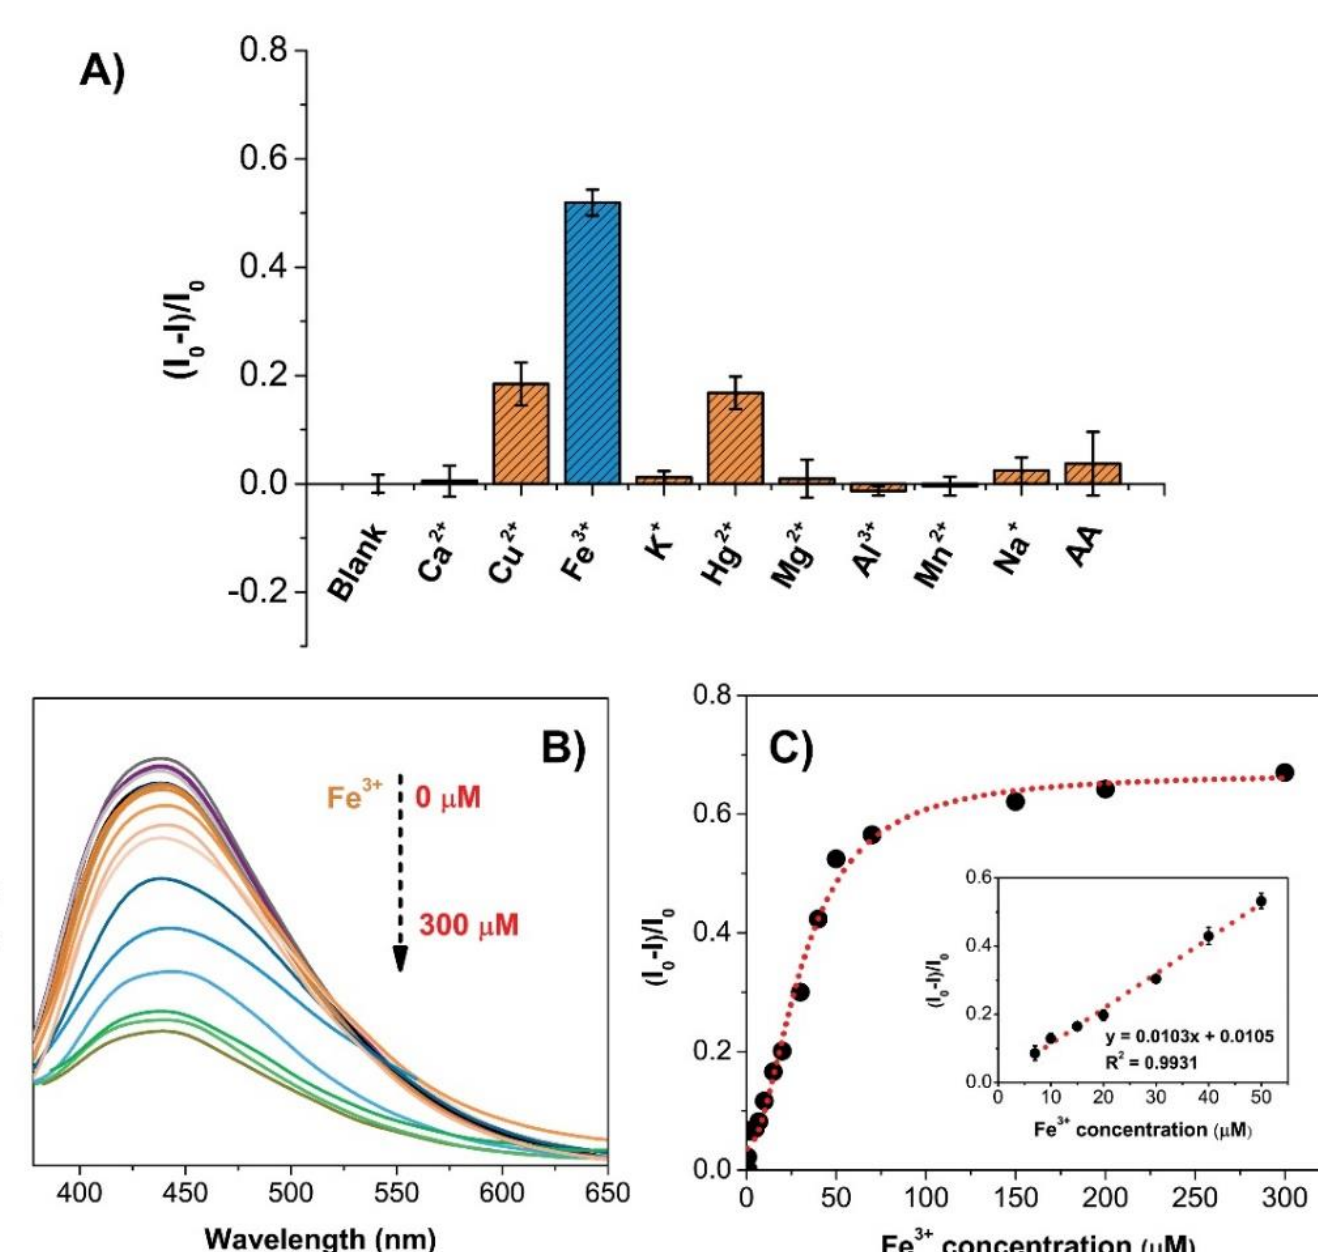 A)
0.8
0.6
0.4
0.2
0.0
-0.2
(I₀-I)/I₀
Blank
Ca²⁺
Cu²⁺
Fe³⁺
K⁺
Hg²⁺
Mg²⁺
Al³⁺
Mn²⁺
Na⁺
AA
B)
Fe³⁺ 0 μM
300 μM
400 450 500 550 600 650
Wavelength (nm)
C)
0.8
0.6
0.4
0.2
0.0
(I₀-I)/I₀
0 50 100 150 200 250 300
Fe³⁺ concentration (μM)
0.6
0.4
0.2
0.0
(I₀-I)/I₀
y = 0.0103x + 0.0105
R² = 0.9931
0 10 20 30 40 50
Fe³⁺ concentration (μM)